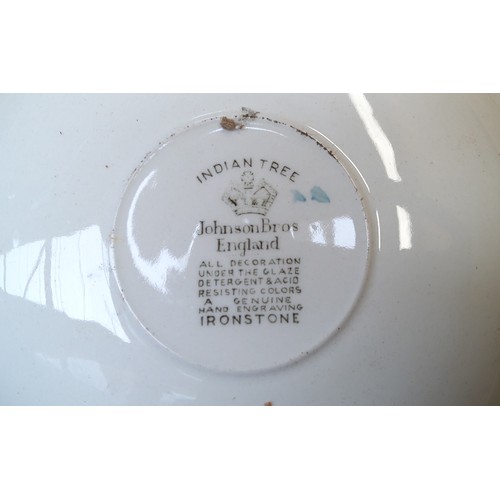 INDIAN TREE
Johnson Bros
England
ALL DECORATION
UNDER THE GLAZE
DETERGENT & ACID
RESISTING COLORS
A GENUINE
HAND ENGRAVING
IRONSTONE